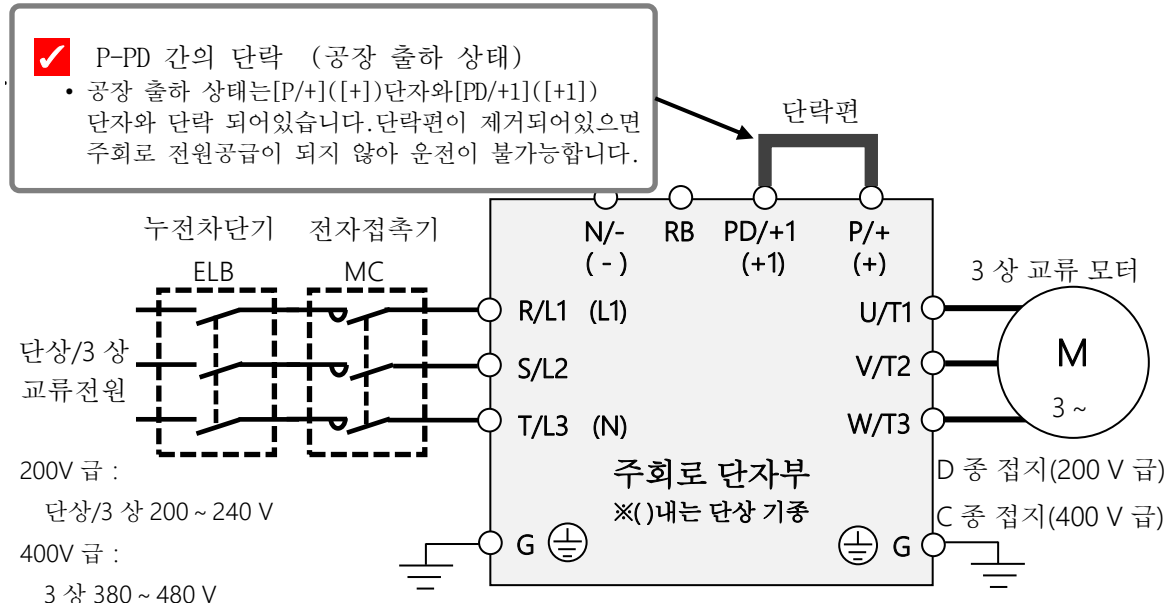 ✓ P-PD 간의 단락 (공장 출하 상태)
• 공장 출하 상태는[P/+]([+])단자와[PD/+1]([+1])
단자와 단락 되어있습니다.단락편이 제거되어있으면
주회로 전원공급이 되지 않아 운전이 불가능합니다.
단락편
누전차단기
ELB
전자접촉기
MC
N/-
( - )
RB
PD/+1
(+1)
P/+
(+)
3 상 교류 모터
단상/3 상
교류전원
R/L1 (L1)
S/L2
T/L3 (N)
U/T1
V/T2
W/T3
M
3 ~
주회로 단자부
※( )내는 단상 기종
200V 급 :
단상/3 상 200 ~ 240 V
400V 급 :
3 상 380 ~ 480 V
G
G
D 종 접지(200 V 급)
C 종 접지(400 V 급)